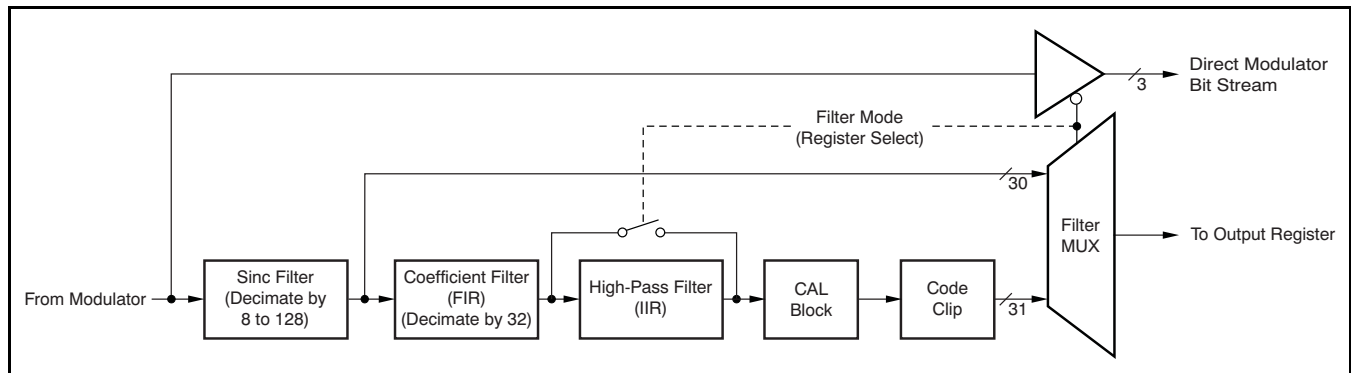 Direct Modulator
Bit Stream
3
Filter Mode
(Register Select)
30
Filter
MUX
To Output Register
From Modulator
Sinc Filter
(Decimate by
8 to 128)
Coefficient Filter
(FIR)
(Decimate by 32)
High-Pass Filter
(IIR)
CAL
Block
Code
Clip
31